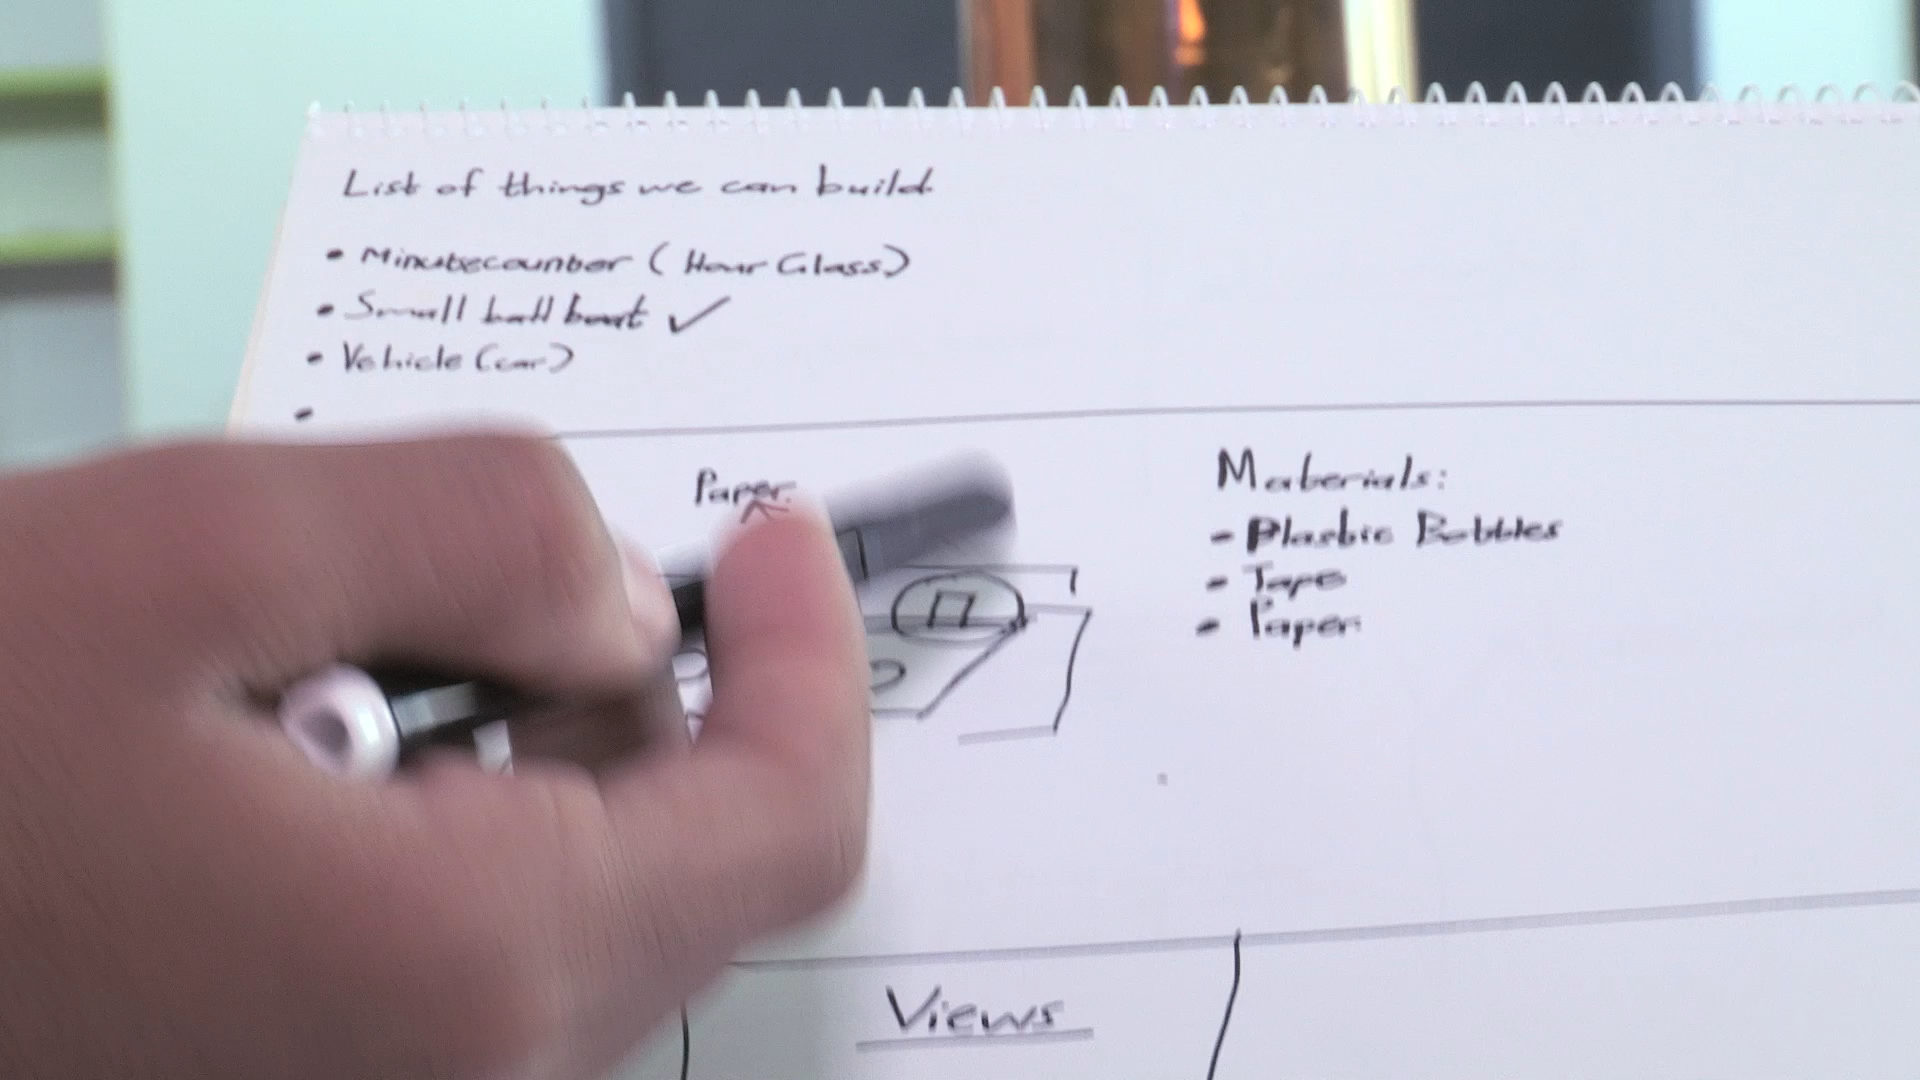 List of things we can build
• Minutecounter (Hour Glass)
• Small ball boat ✓
• Vehicle (car)
•
Paper
Materials:
- Plastic Bottles
- Tape
- Paper
Views